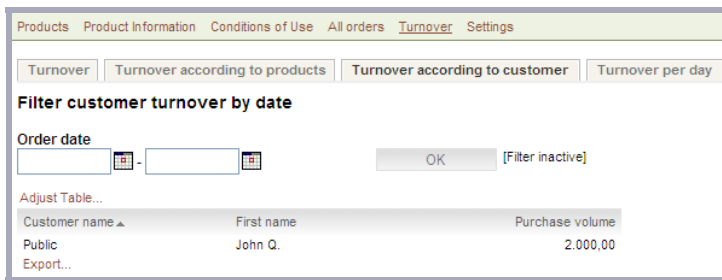 Products Product Information Conditions of Use All orders Turnover Settings
Turnover Turnover according to products Turnover according to customer Turnover per day
Filter customer turnover by date
Order date
- OK [Filter inactive]
Adjust Table...
Customer name First name Purchase volume
Public John Q. 2.000,00
Export...